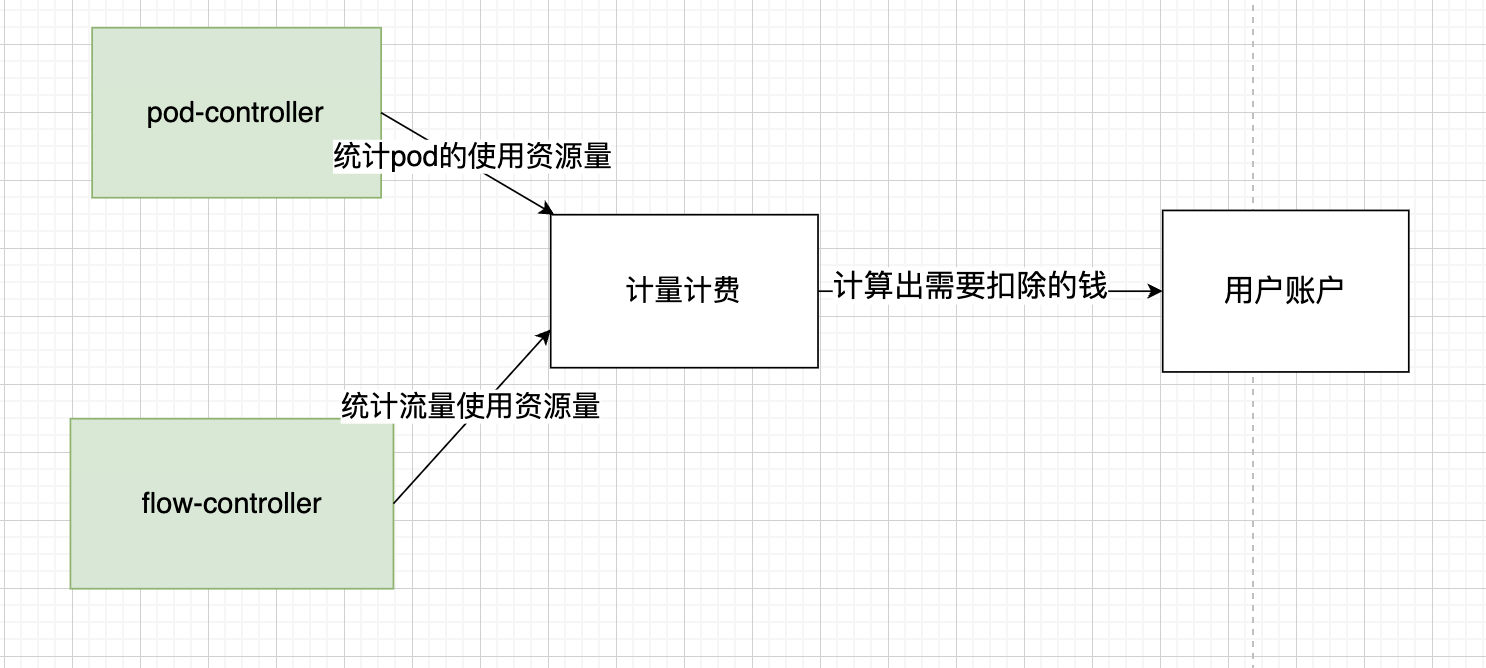 pod-controller
统计pod的使用资源量
计量计费
计算出需要扣除的钱
用户账户
统计流量使用资源量
flow-controller